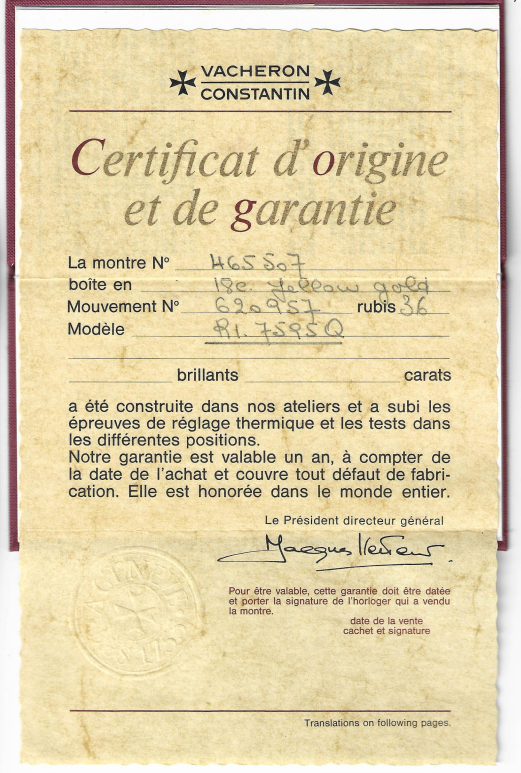 VACHERON
CONSTANTIN
Certificat d'origine
et de garantie
La montre Nº 465507
boîte en 18c. Yellow gold
Mouvement Nº 620957 rubis 36
Modèle R1.7595Q
brillants carats
a été construite dans nos ateliers et a subi les
épreuves de réglage thermique et les tests dans
les différentes positions.
Notre garantie est valable un an, à compter de
la date de l'achat et couvre tout défaut de fabri-
cation. Elle est honorée dans le monde entier.
Le Président directeur général
Pour être valable, cette garantie doit être datée
et porter la signature de l'horloger qui a vendu
la montre.
date de la vente
cachet et signature
Translations on following pages.